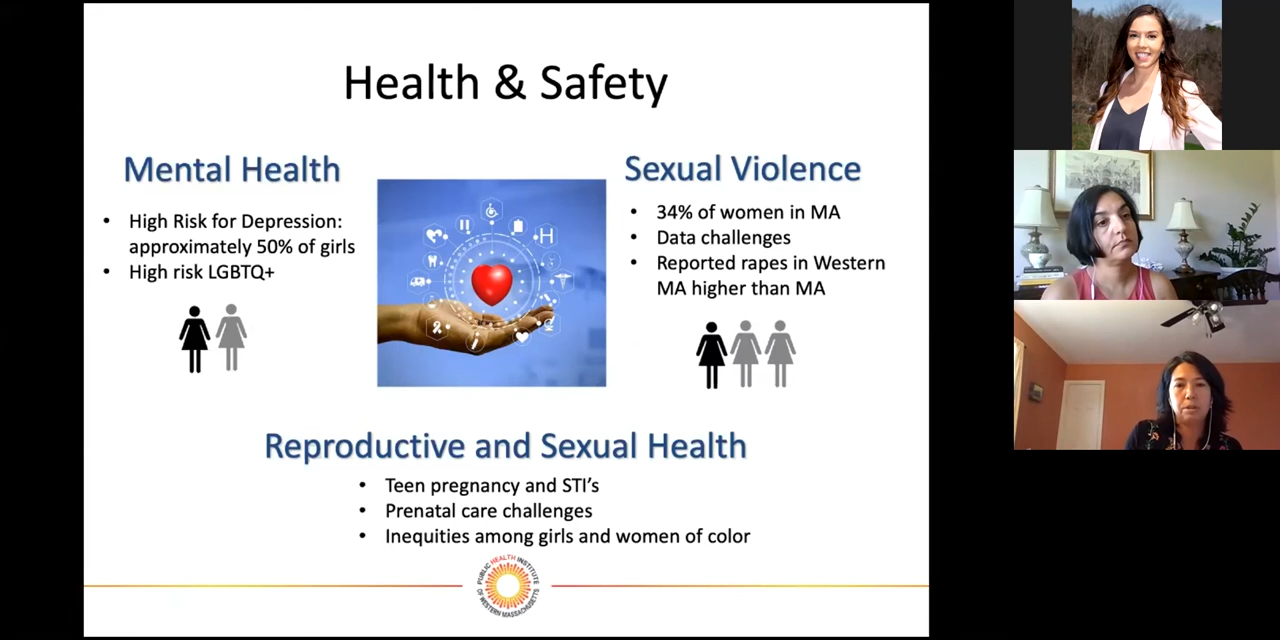 Health & Safety
Mental Health
• High Risk for Depression:
approximately 50% of girls
• High risk LGBTQ+
Sexual Violence
• 34% of women in MA
• Data challenges
• Reported rapes in Western
MA higher than MA
Reproductive and Sexual Health
• Teen pregnancy and STI's
• Prenatal care challenges
• Inequities among girls and women of color
PUBLIC HEALTH INSTITUTE
OF WESTERN MASSACHUSETTS